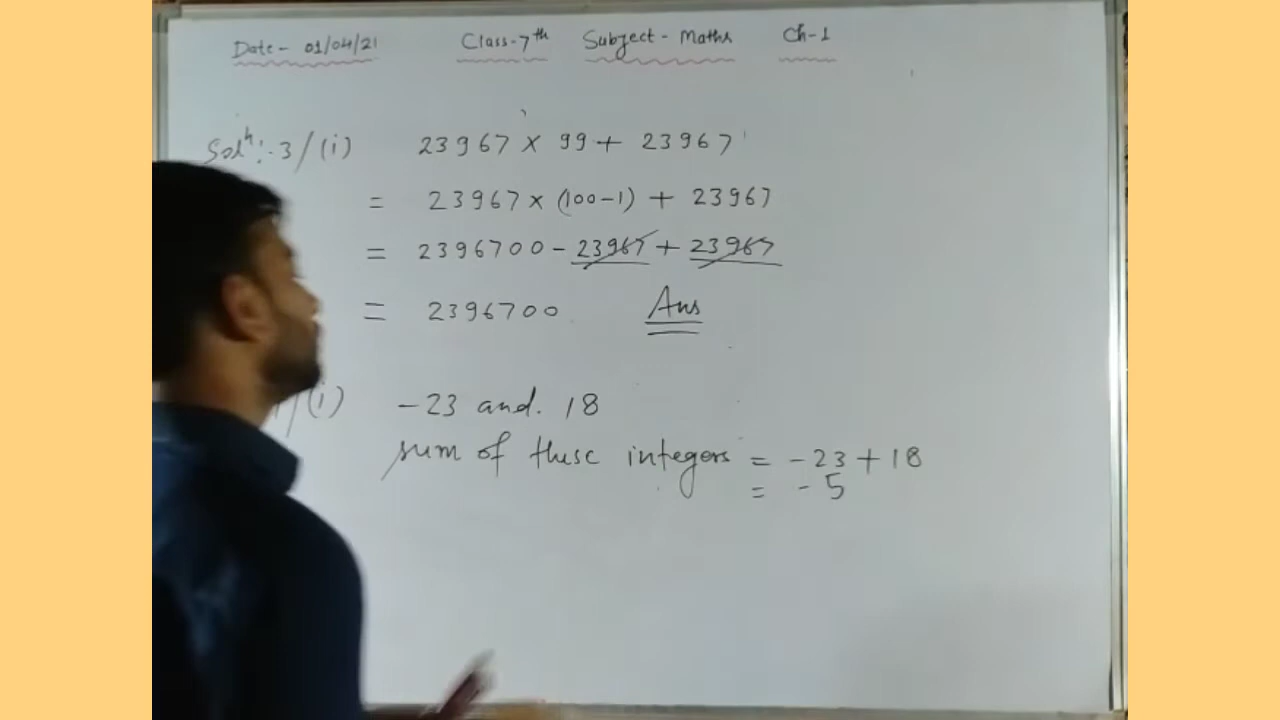 Date - 01/04/21 Class-7th Subject - Maths Ch-1
Soln:- 3/(i) 23967 × 99 + 23967
= 23967 × (100-1) + 23967
= 2396700 - 23967 + 23967
= 2396700 Ans
/(i) -23 and. 18
sum of these integers = -23 + 18
= -5